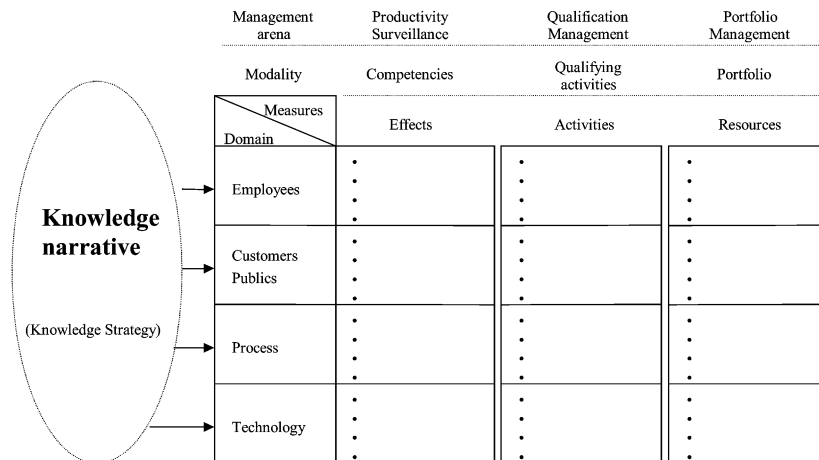 Management Productivity Qualification Portfolio
arena Surveillance Management Management
Modality Competencies Qualifying activities Portfolio
Measures
Domain
Effects Activities Resources
Employees
Knowledge
narrative
Customers
Publics
(Knowledge Strategy)
Process
Technology